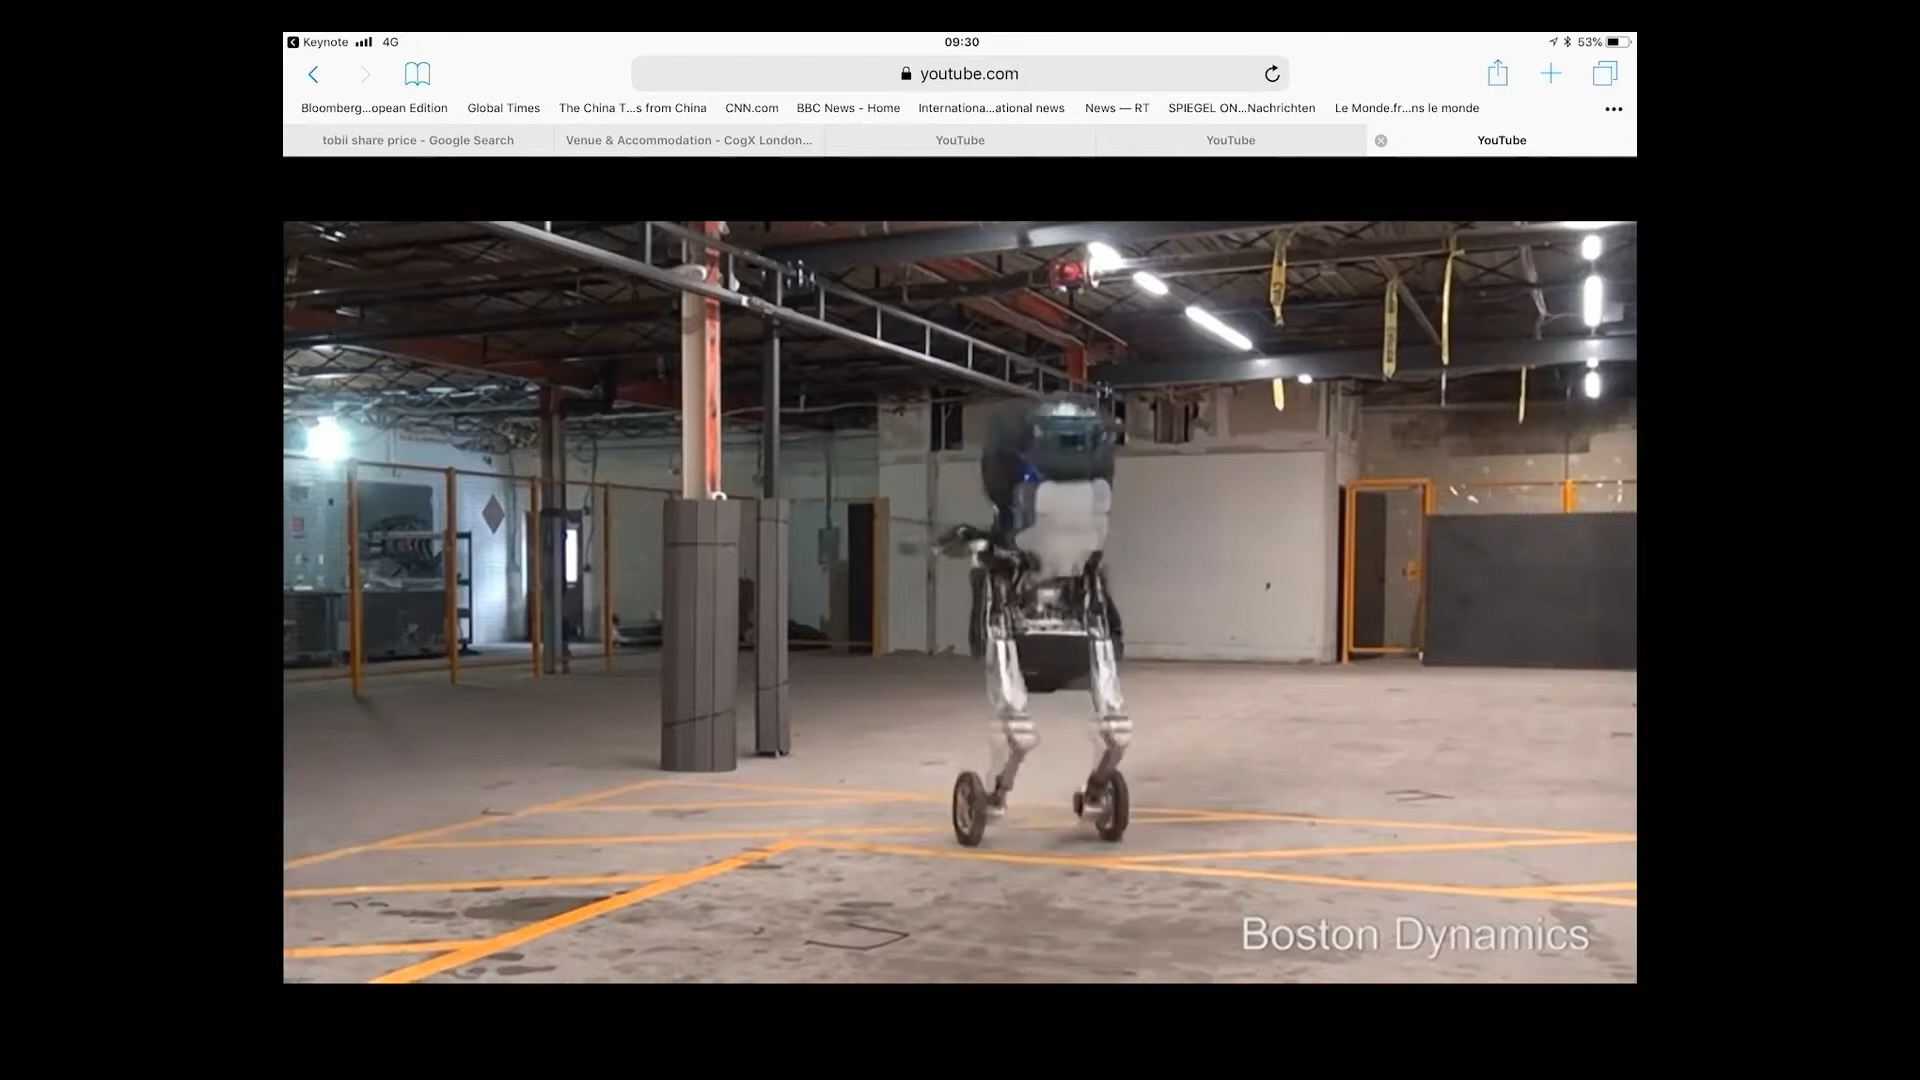 Keynote 4G 09:30 53%
youtube.com
Bloomberg...opean Edition Global Times The China T...s from China CNN.com BBC News - Home Internationa...ational news News — RT SPIEGEL ON...Nachrichten Le Monde.fr...ns le monde
tobii share price - Google Search Venue & Accommodation - CogX London... YouTube YouTube YouTube
Boston Dynamics